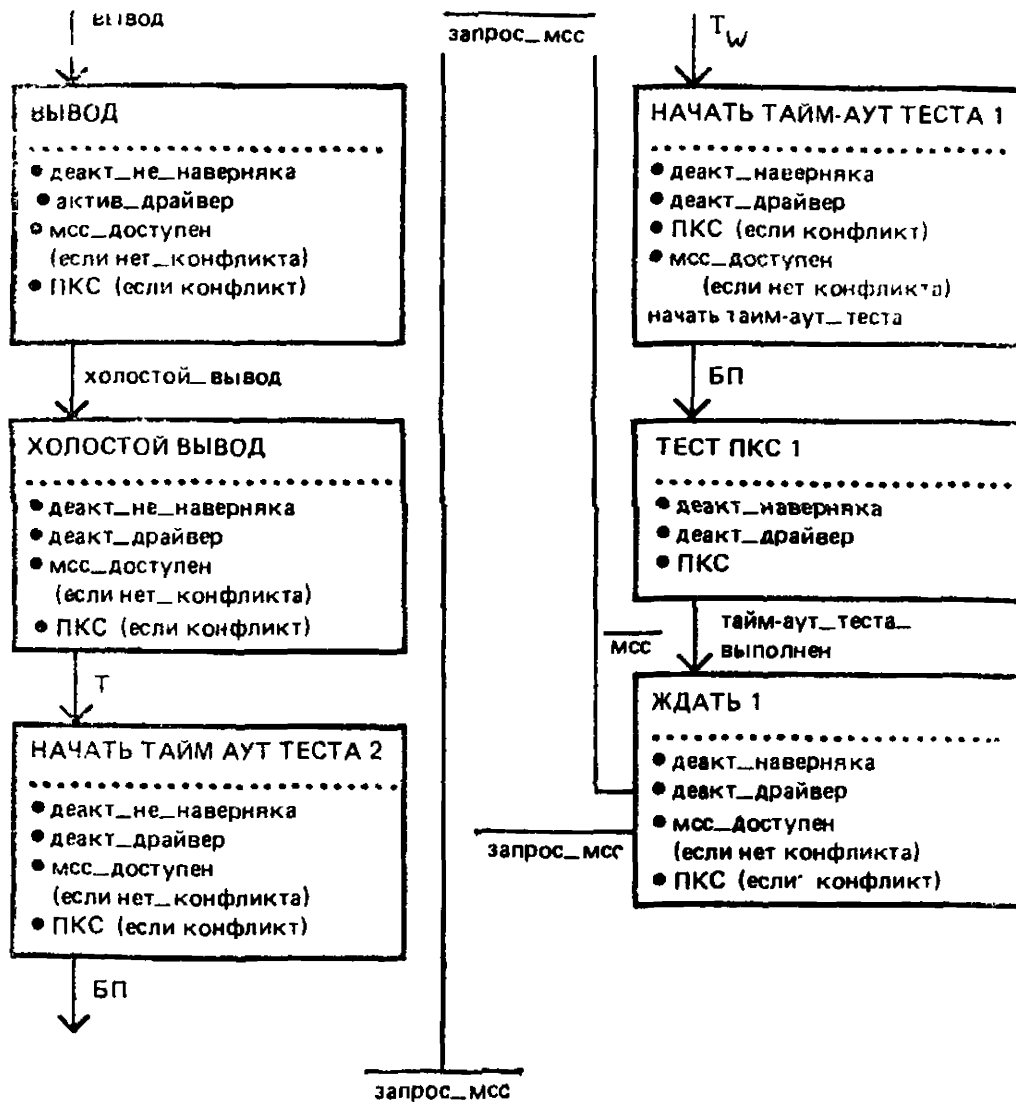 вывод
ВЫВОД
• деакт_не_наверняка
• актив_драйвер
• мсс_доступен
(если нет_конфликта)
• ПКС (если конфликт)
холостой_вывод
ХОЛОСТОЙ ВЫВОД
• деакт_не_наверняка
• деакт_драйвер
• мсс_доступен
(если нет_конфликта)
• ПКС (если конфликт)
T
НАЧАТЬ ТАЙМ АУТ ТЕСТА 2
• деакт_не_наверняка
• деакт_драйвер
• мсс_доступен
(если нет_конфликта)
• ПКС (если конфликт)
БП
запрос_мсс
запрос_мсс
T_W
НАЧАТЬ ТАЙМ-АУТ ТЕСТА 1
• деакт_наверняка
• деакт_драйвер
• ПКС (если конфликт)
• мсс_доступен
(если нет конфликта)
начать тайм-аут_теста
БП
ТЕСТ ПКС 1
• деакт_наверняка
• деакт_драйвер
• ПКС
тайм-аут_теста_
выполнен
мсс
ЖДАТЬ 1
• деакт_наверняка
• деакт_драйвер
• мсс_доступен
(если нет конфликта)
• ПКС (если конфликт)
запрос_мсс